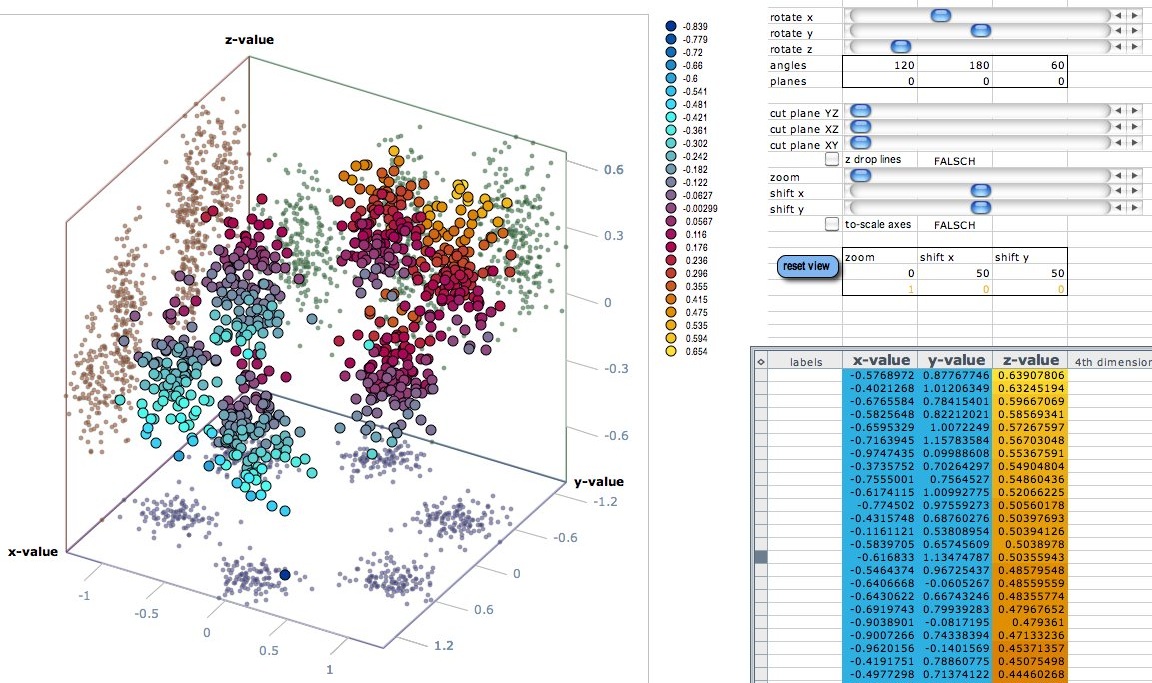 z-value
0.6
0.3
0
-0.3
-0.6
y-value
-1.2
-0.6
0
0.6
1.2
x-value
-1
-0.5
0
0.5
1
-0.839
-0.779
-0.72
-0.66
-0.6
-0.541
-0.481
-0.421
-0.361
-0.302
-0.242
-0.182
-0.122
-0.0627
-0.00299
0.0567
0.116
0.176
0.236
0.296
0.355
0.415
0.475
0.535
0.594
0.654
rotate x
rotate y
rotate z
angles 120 180 60
planes 0 0 0
cut plane YZ
cut plane XZ
cut plane XY
z drop lines FALSCH
zoom
shift x
shift y
to-scale axes FALSCH
reset view
zoom shift x shift y
0 50 50
1 0 0
labels x-value y-value z-value 4th dimension
-0.5768972 0.87767746 0.63907806
-0.4021268 1.01206349 0.63245194
-0.6765584 0.78415401 0.59667069
-0.5825648 0.82212021 0.58569341
-0.6595329 1.0072249 0.57267597
-0.7163945 1.15783584 0.56703048
-0.9747435 0.09988608 0.55367591
-0.3735752 0.70264297 0.54904804
-0.7555001 0.7564527 0.54860436
-0.6174115 1.00992775 0.52066225
-0.774502 0.97559273 0.50560178
-0.4315748 0.68760276 0.50397693
-0.1161121 0.53808954 0.50394126
-0.5839705 0.65745609 0.5038978
-0.616833 1.13474787 0.50355943
-0.5464374 0.96725437 0.48579548
-0.6406668 -0.0605267 0.48559559
-0.6430622 0.66743246 0.48355774
-0.6919743 0.79939283 0.47967652
-0.9038901 -0.0817195 0.479361
-0.9007266 0.74338394 0.47133236
-0.9620156 -0.1401569 0.45371357
-0.4191751 0.78860775 0.45075498
-0.4977298 0.71374122 0.44460268